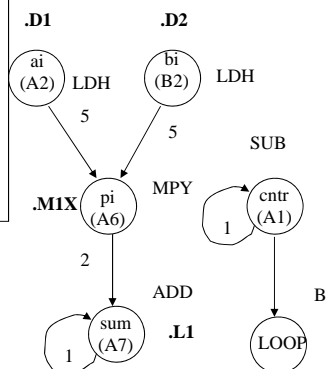 .D1 .D2
ai
(A2)
LDH
bi
(B2)
LDH
5 5
SUB
.M1X
pi
(A6)
MPY
cntr
(A1)
1
2
ADD
B
sum
(A7)
.L1
LOOP
1